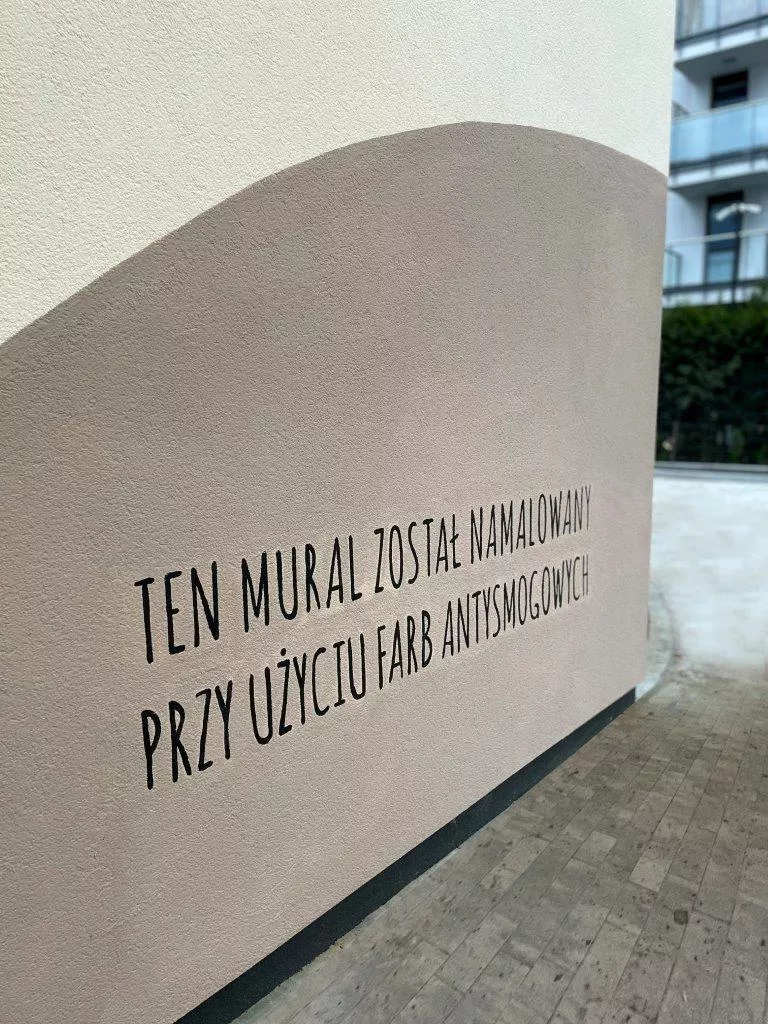 TEN MURAL ZOSTAŁ NAMALOWANY
PRZY UŻYCIU FARB ANTYSMOGOWYCH